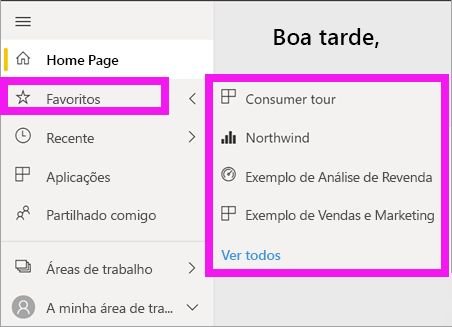 Boa tarde,
Home Page
Favoritos
Recente
Aplicações
Partilhado comigo
Áreas de trabalho
A minha área de tra...
Consumer tour
Northwind
Exemplo de Análise de Revenda
Exemplo de Vendas e Marketing
Ver todos